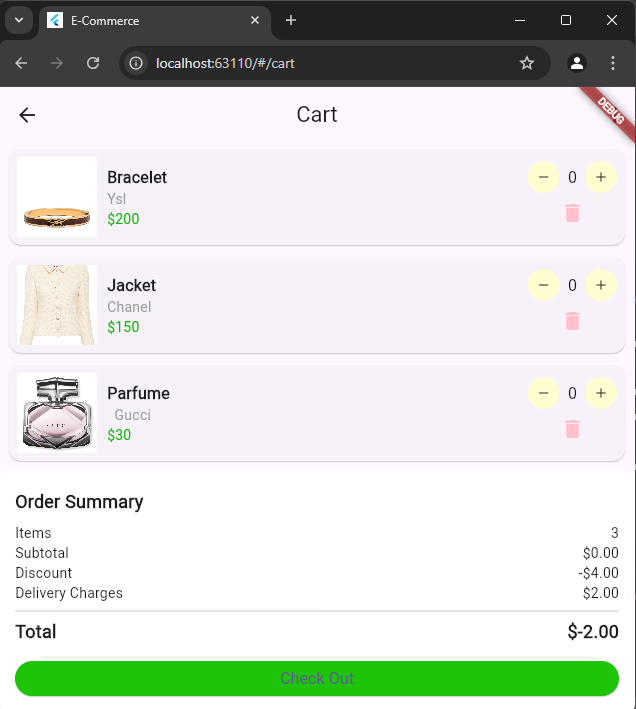 E-Commerce
localhost:63110/#/cart
Cart
DEBUG
Bracelet
Ysl
$200
0
Jacket
Chanel
$150
0
Parfume
Gucci
$30
0
Order Summary
Items 3
Subtotal $0.00
Discount -$4.00
Delivery Charges $2.00
Total $-2.00
Check Out